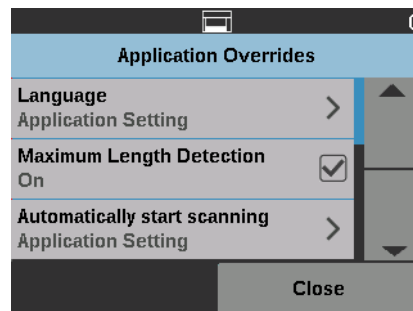 Application Overrides
Language
Application Setting
Maximum Length Detection
On
Automatically start scanning
Application Setting
Close